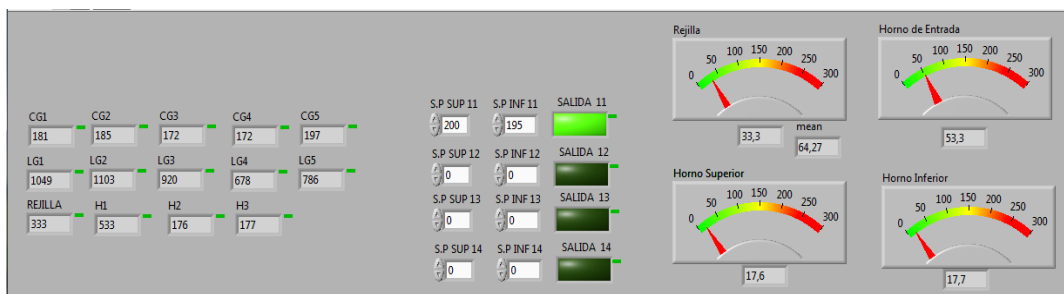 CG1 CG2 CG3 CG4 CG5
181 185 172 172 197
LG1 LG2 LG3 LG4 LG5
1049 1103 920 678 786
REJILLA H1 H2 H3
333 533 176 177
S.P SUP 11 S.P INF 11 SALIDA 11
200 195
S.P SUP 12 S.P INF 12 SALIDA 12
0 0
S.P SUP 13 S.P INF 13 SALIDA 13
0 0
S.P SUP 14 S.P INF 14 SALIDA 14
0 0
Rejilla
0 50 100 150 200 250 300
33,3
mean
64,27
Horno de Entrada
0 50 100 150 200 250 300
53,3
Horno Superior
0 50 100 150 200 250 300
17,6
Horno Inferior
0 50 100 150 200 250 300
17,7